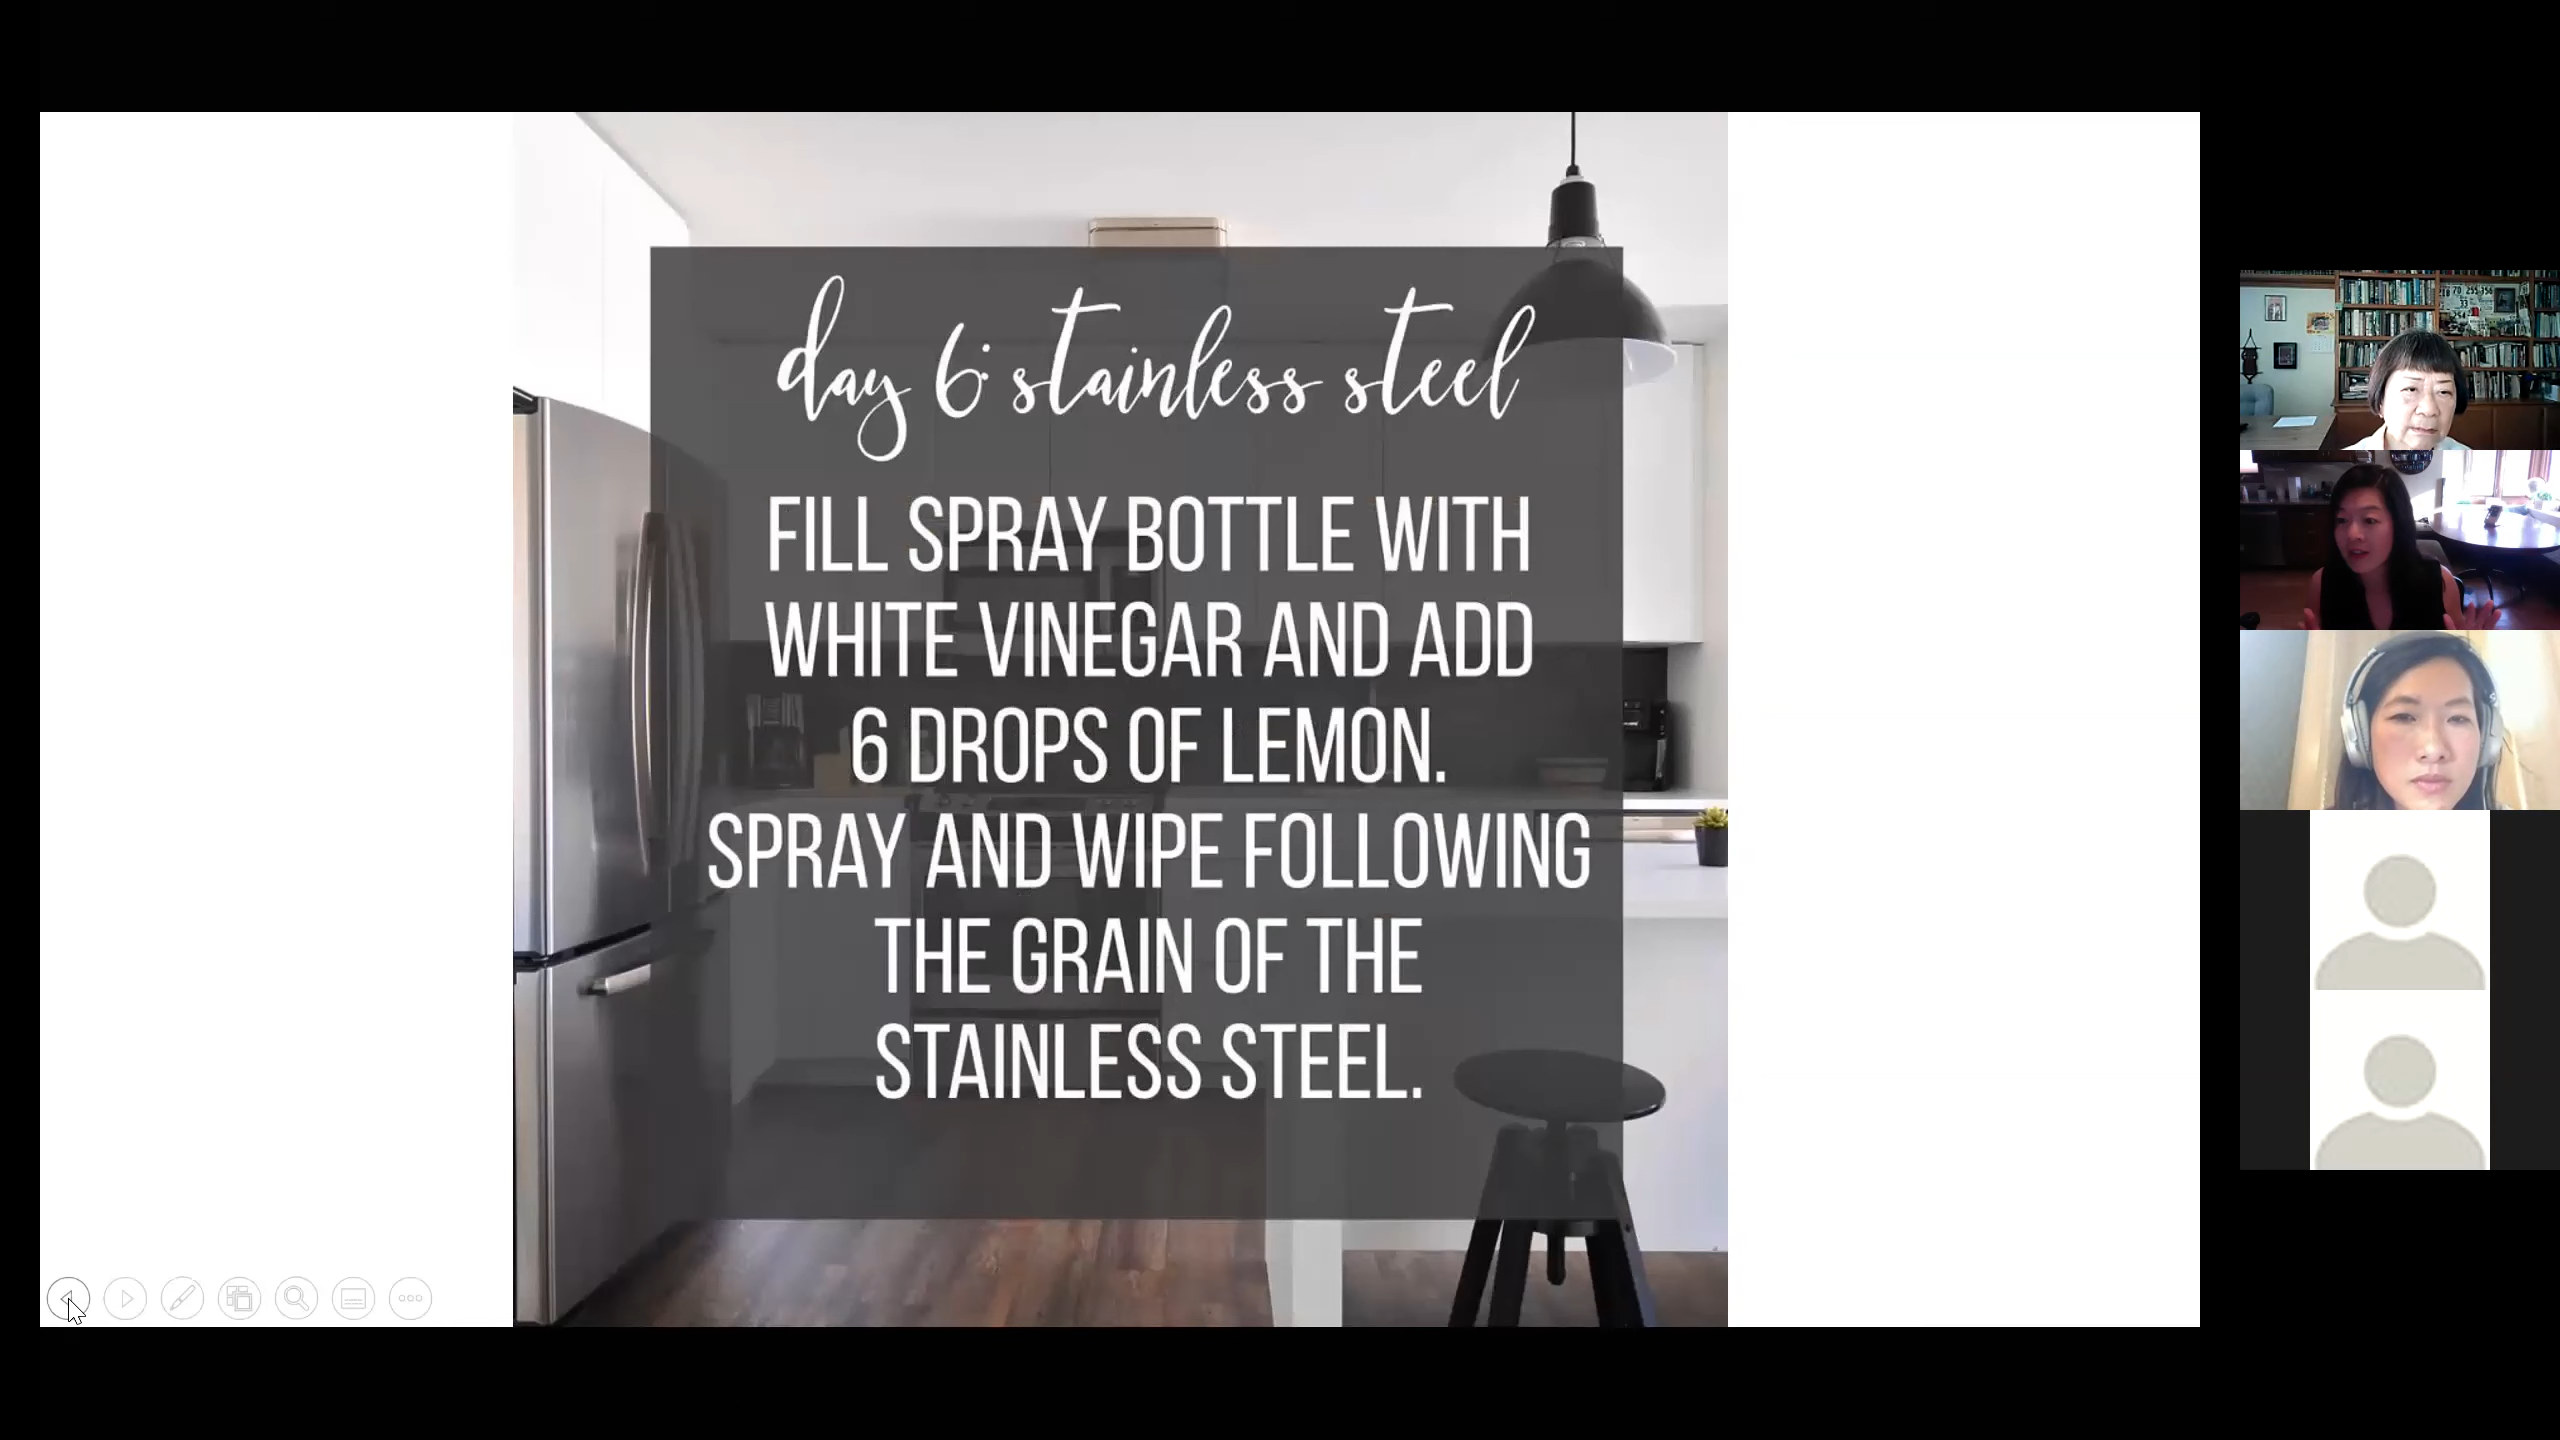 day 6: stainless steel
FILL SPRAY BOTTLE WITH
WHITE VINEGAR AND ADD
6 DROPS OF LEMON.
SPRAY AND WIPE FOLLOWING
THE GRAIN OF THE
STAINLESS STEEL.